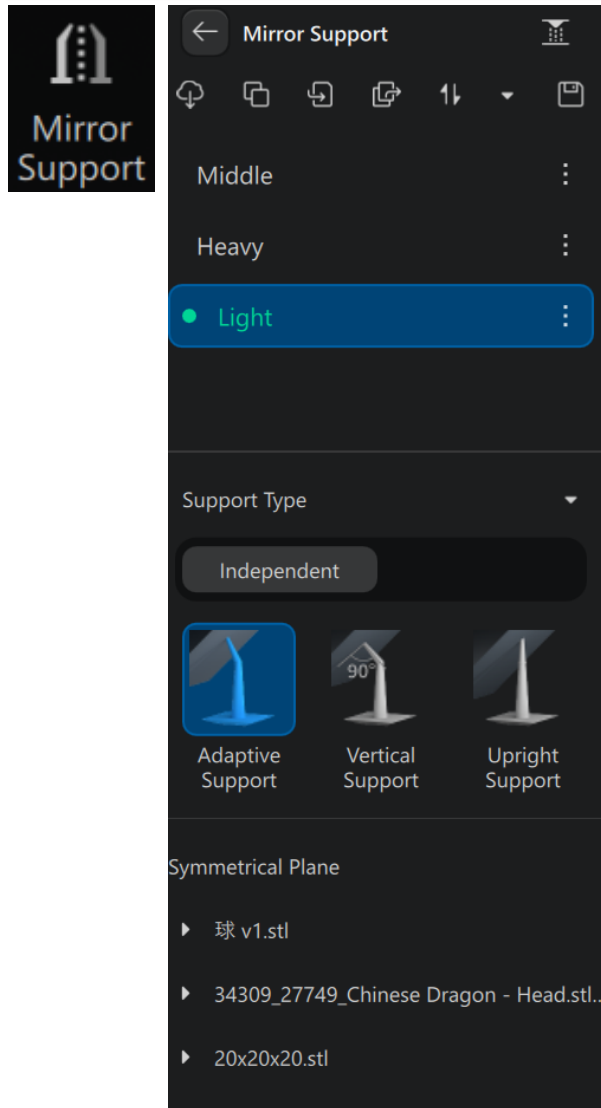 Mirror
Support
Mirror Support
Middle
Heavy
Light
Support Type
Independent
90°
Adaptive
Support
Vertical
Support
Upright
Support
Symmetrical Plane
球 v1.stl
34309_27749_Chinese Dragon - Head.stl..
20x20x20.stl